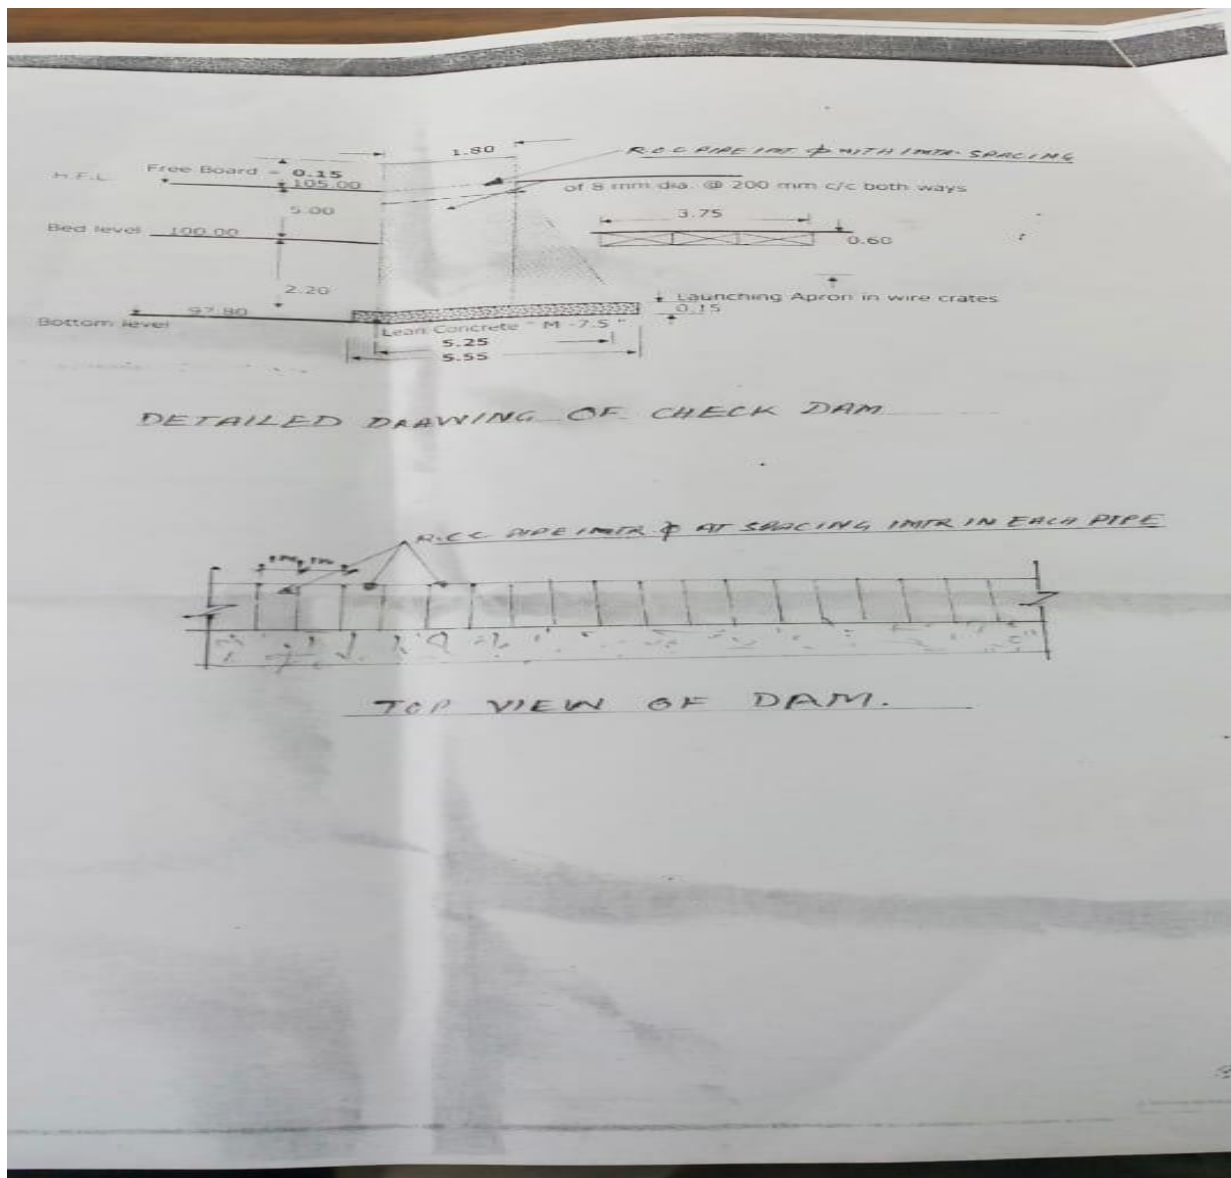 1.80
R.C.C PIPE 1MT. ф WITH 1MTR. SPACING
Free Board = 0.15
H.F.L.
105.00
of 8 mm dia. @ 200 mm c/c both ways
5.00
3.75
Bed level 100.00
0.60
2.20
Launching Apron in wire crates
97.80
0.15
Bottom level
Lean Concrete " M -7.5 "
5.25
5.55
DETAILED DRAWING OF CHECK DAM
R.C.C. PIPE 1MTR ф AT SPACING 1MTR IN EACH PIPE
TOP VIEW OF DAM.